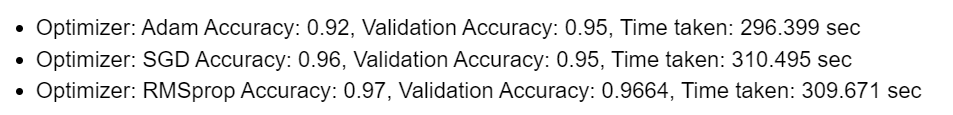 • Optimizer: Adam Accuracy: 0.92, Validation Accuracy: 0.95, Time taken: 296.399 sec
• Optimizer: SGD Accuracy: 0.96, Validation Accuracy: 0.95, Time taken: 310.495 sec
• Optimizer: RMSprop Accuracy: 0.97, Validation Accuracy: 0.9664, Time taken: 309.671 sec